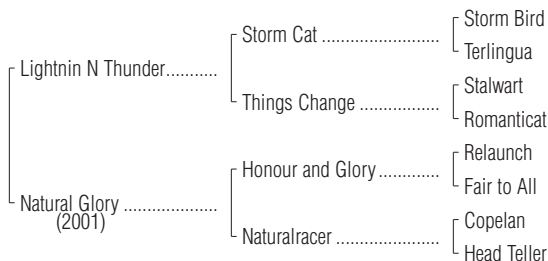 Storm Bird
Storm Cat ........................
Terlingua
Lightnin N Thunder...........
Stalwart
Things Change ................
Romanticat
Relaunch
Honour and Glory.............
Fair to All
Natural Glory ...................
(2001)
Copelan
Naturalracer .....................
Head Teller